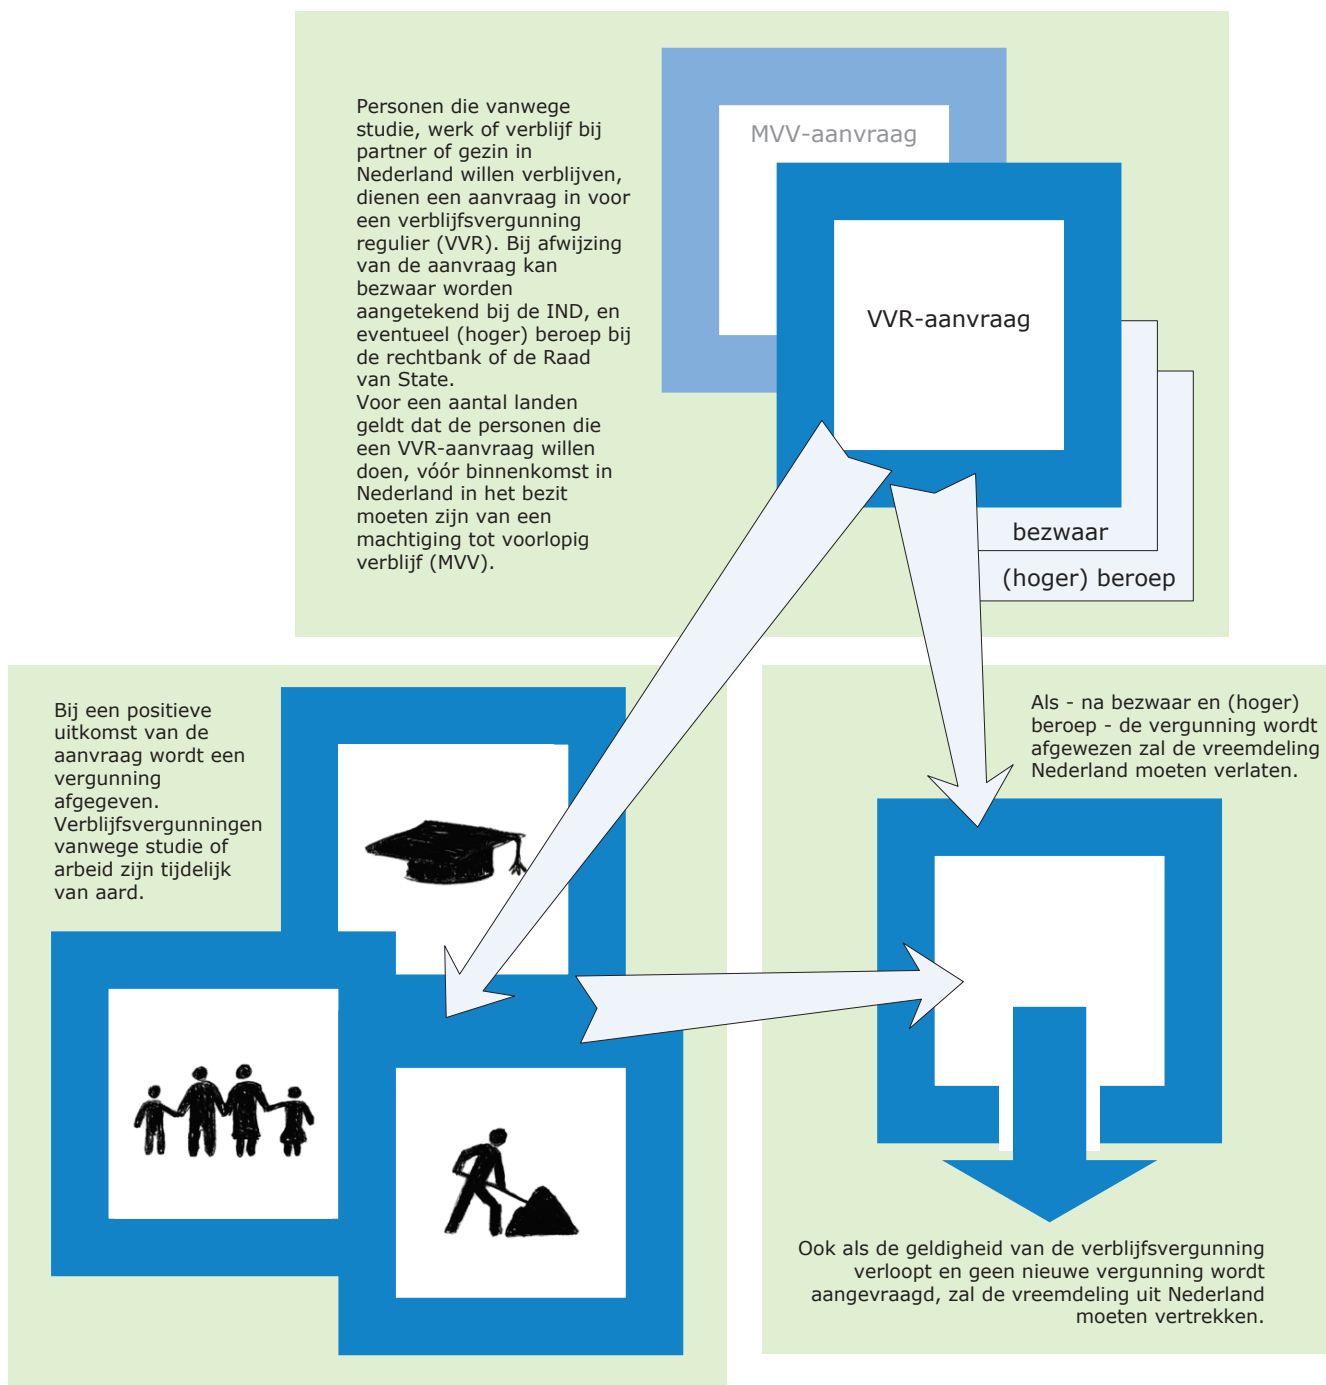 Personen die vanwege
studie, werk of verblijf bij
partner of gezin in
Nederland willen verblijven,
dienen een aanvraag in voor
een verblijfsvergunning
regulier (VVR). Bij afwijzing
van de aanvraag kan
bezwaar worden
aangetekend bij de IND, en
eventueel (hoger) beroep bij
de rechtbank of de Raad
van State.
Voor een aantal landen
geldt dat de personen die
een VVR-aanvraag willen
doen, vóór binnenkomst in
Nederland in het bezit
moeten zijn van een
machtiging tot voorlopig
verblijf (MVV).
MVV-aanvraag
VVR-aanvraag
bezwaar
(hoger) beroep
Bij een positieve
uitkomst van de
aanvraag wordt een
vergunning
afgegeven.
Verblijfsvergunningen
vanwege studie of
arbeid zijn tijdelijk
van aard.
Als - na bezwaar en (hoger)
beroep - de vergunning wordt
afgewezen zal de vreemdeling
Nederland moeten verlaten.
Ook als de geldigheid van de verblijfsvergunning
verloopt en geen nieuwe vergunning wordt
aangevraagd, zal de vreemdeling uit Nederland
moeten vertrekken.